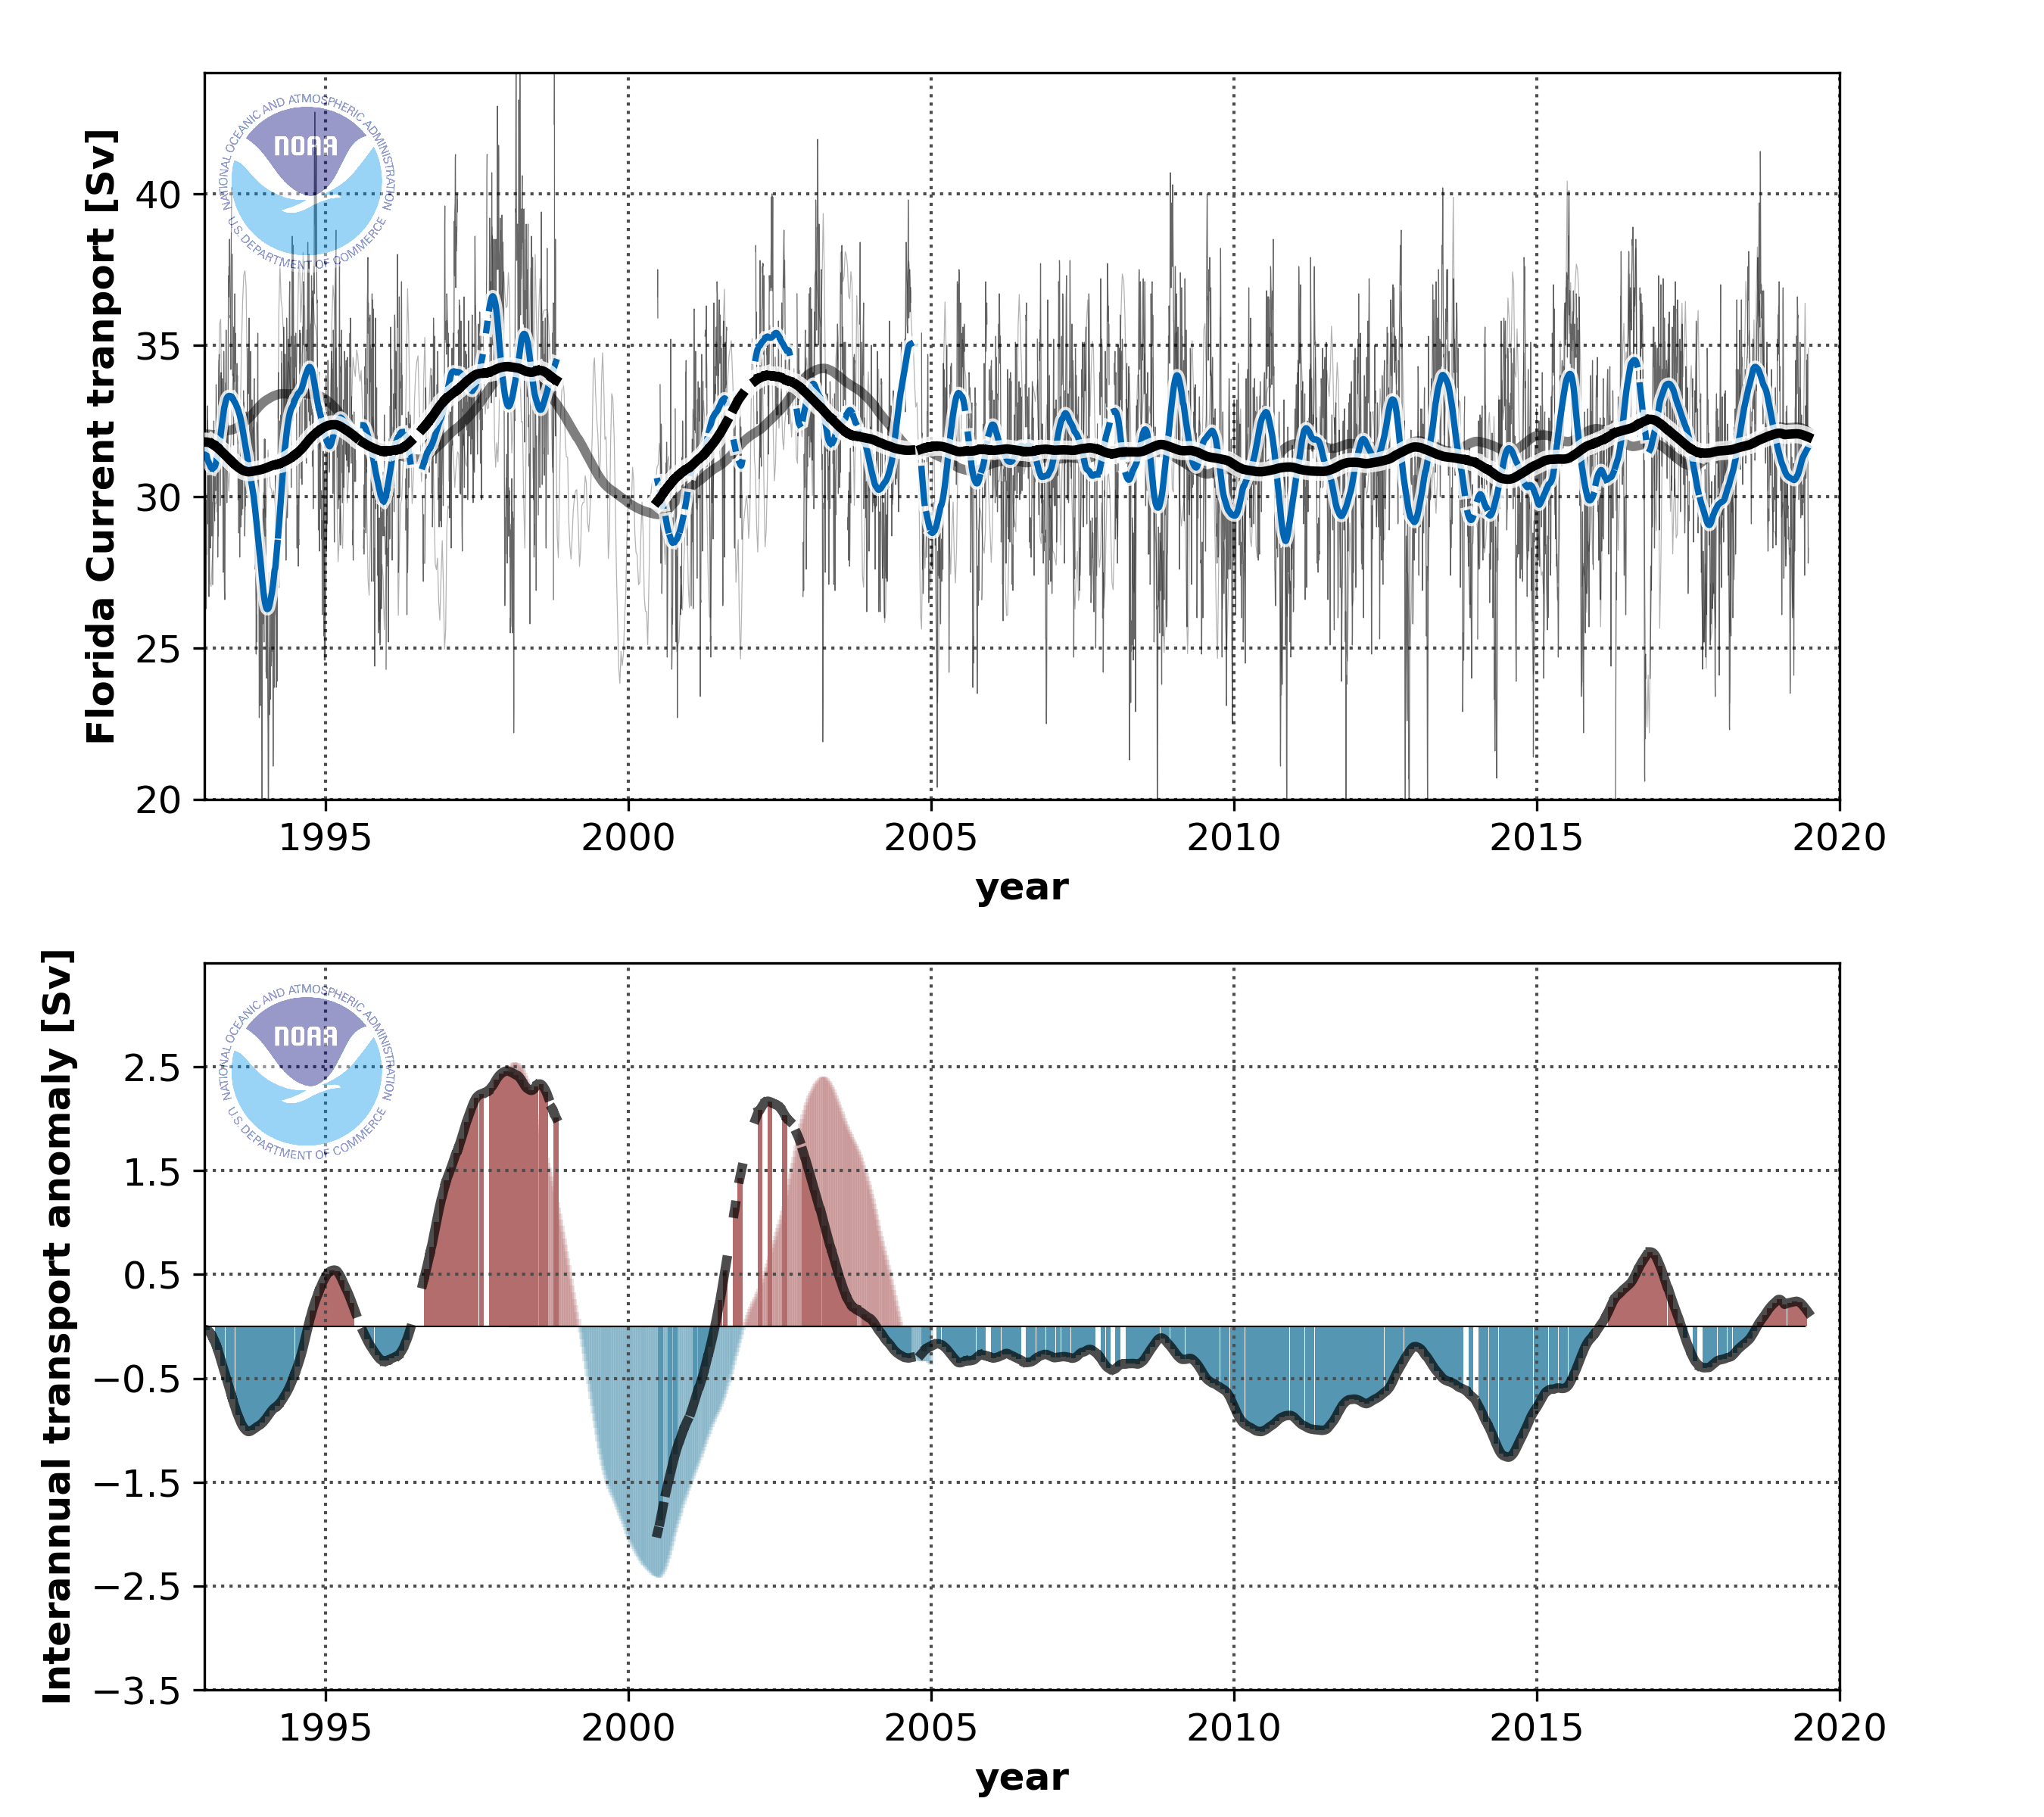 Florida Current tranport [Sv]
40
35
30
25
20
NATIONAL OCEANIC AND ATMOSPHERIC ADMINISTRATION
NOAA
U.S. DEPARTMENT OF COMMERCE
1995 2000 2005 2010 2015 2020
year
Interannual transport anomaly [Sv]
2.5
1.5
0.5
−0.5
−1.5
−2.5
−3.5
NATIONAL OCEANIC AND ATMOSPHERIC ADMINISTRATION
NOAA
U.S. DEPARTMENT OF COMMERCE
1995 2000 2005 2010 2015 2020
year